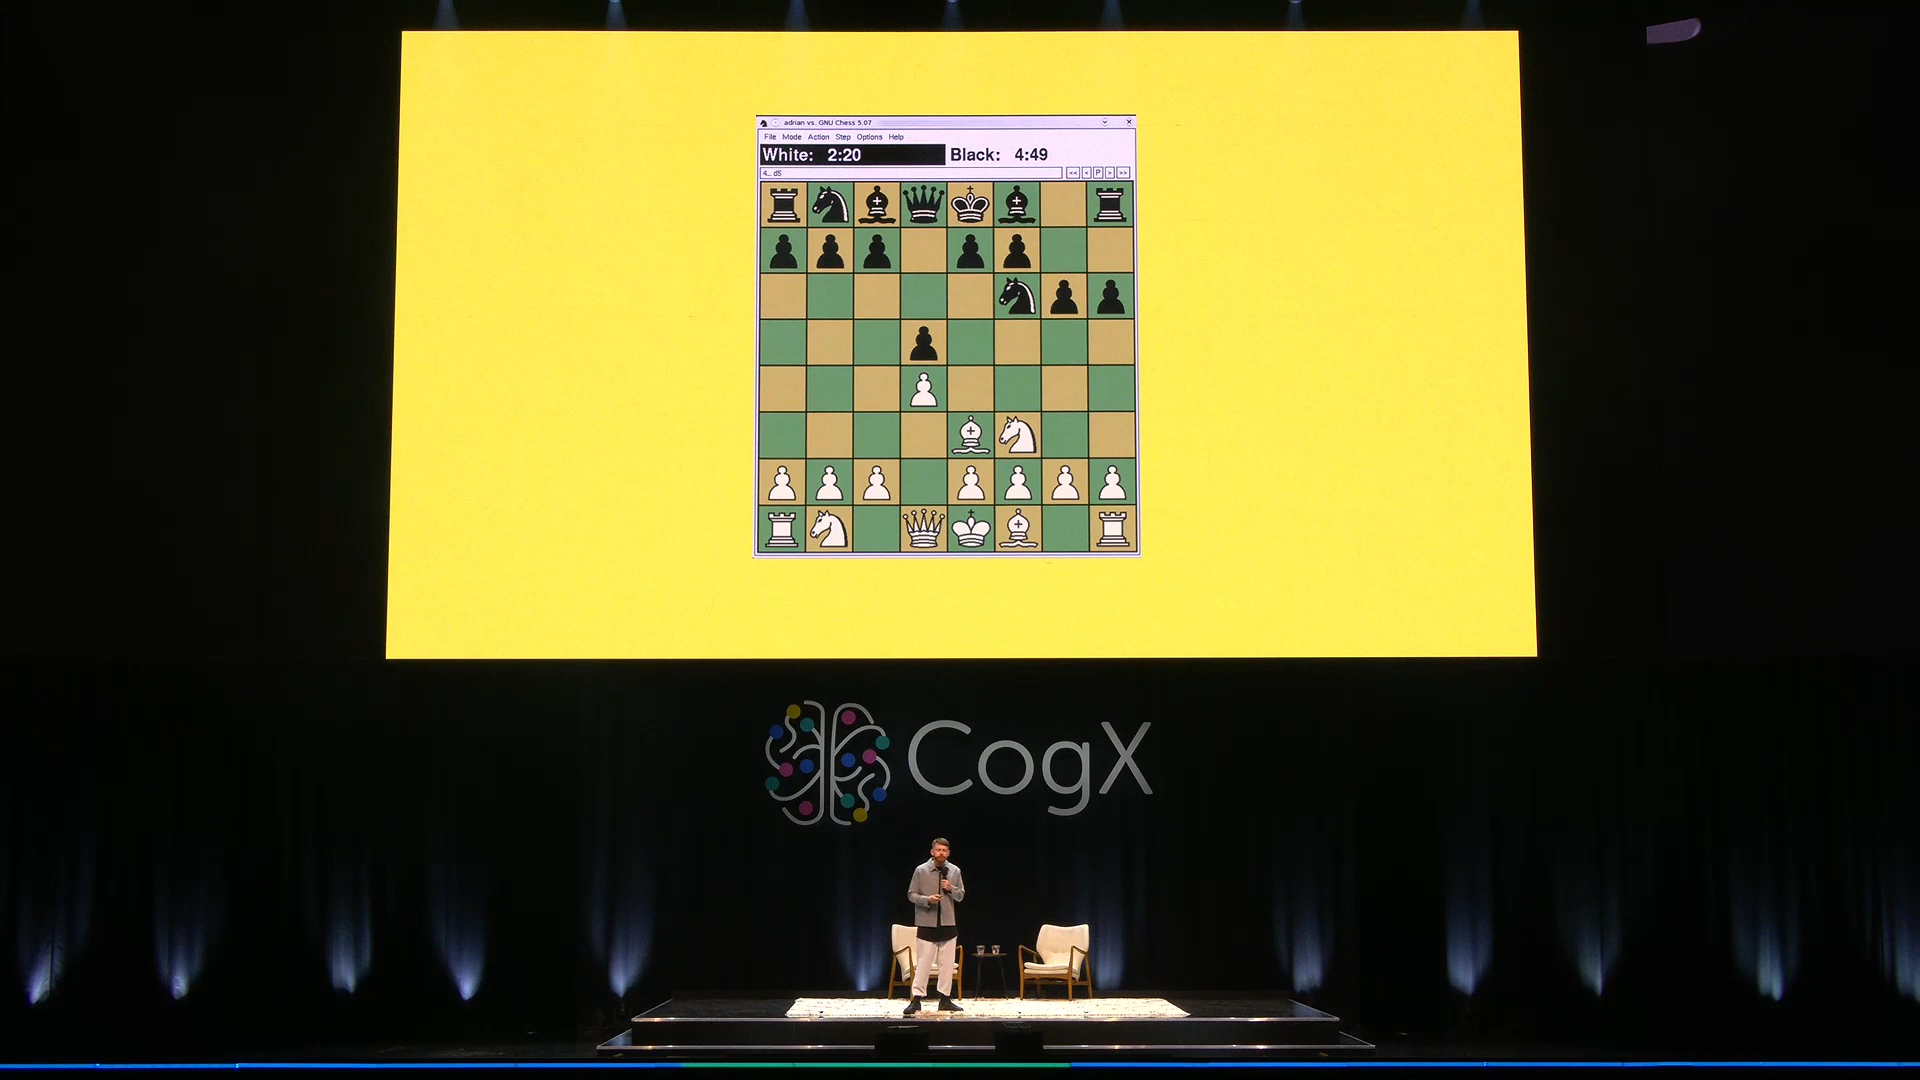 adrian vs. GNU Chess 5.07
File Mode Action Step Options Help
White: 2:20 Black: 4:49
4... d5 << < P > >>
CogX